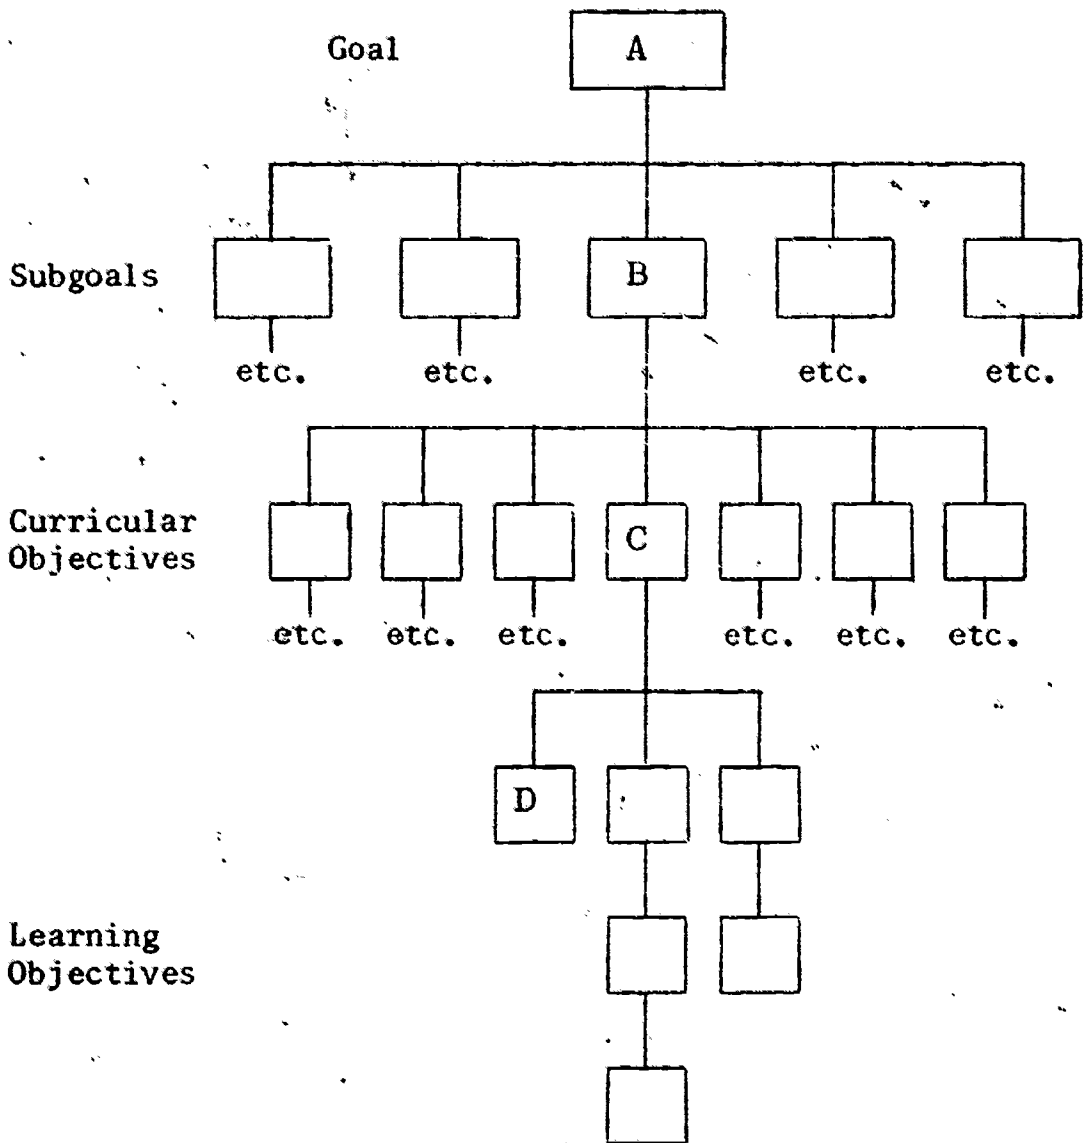 Goal
A
Subgoals
B
etc.
etc.
etc.
etc.
Curricular
Objectives
C
etc.
etc.
etc.
etc.
etc.
etc.
D
Learning
Objectives